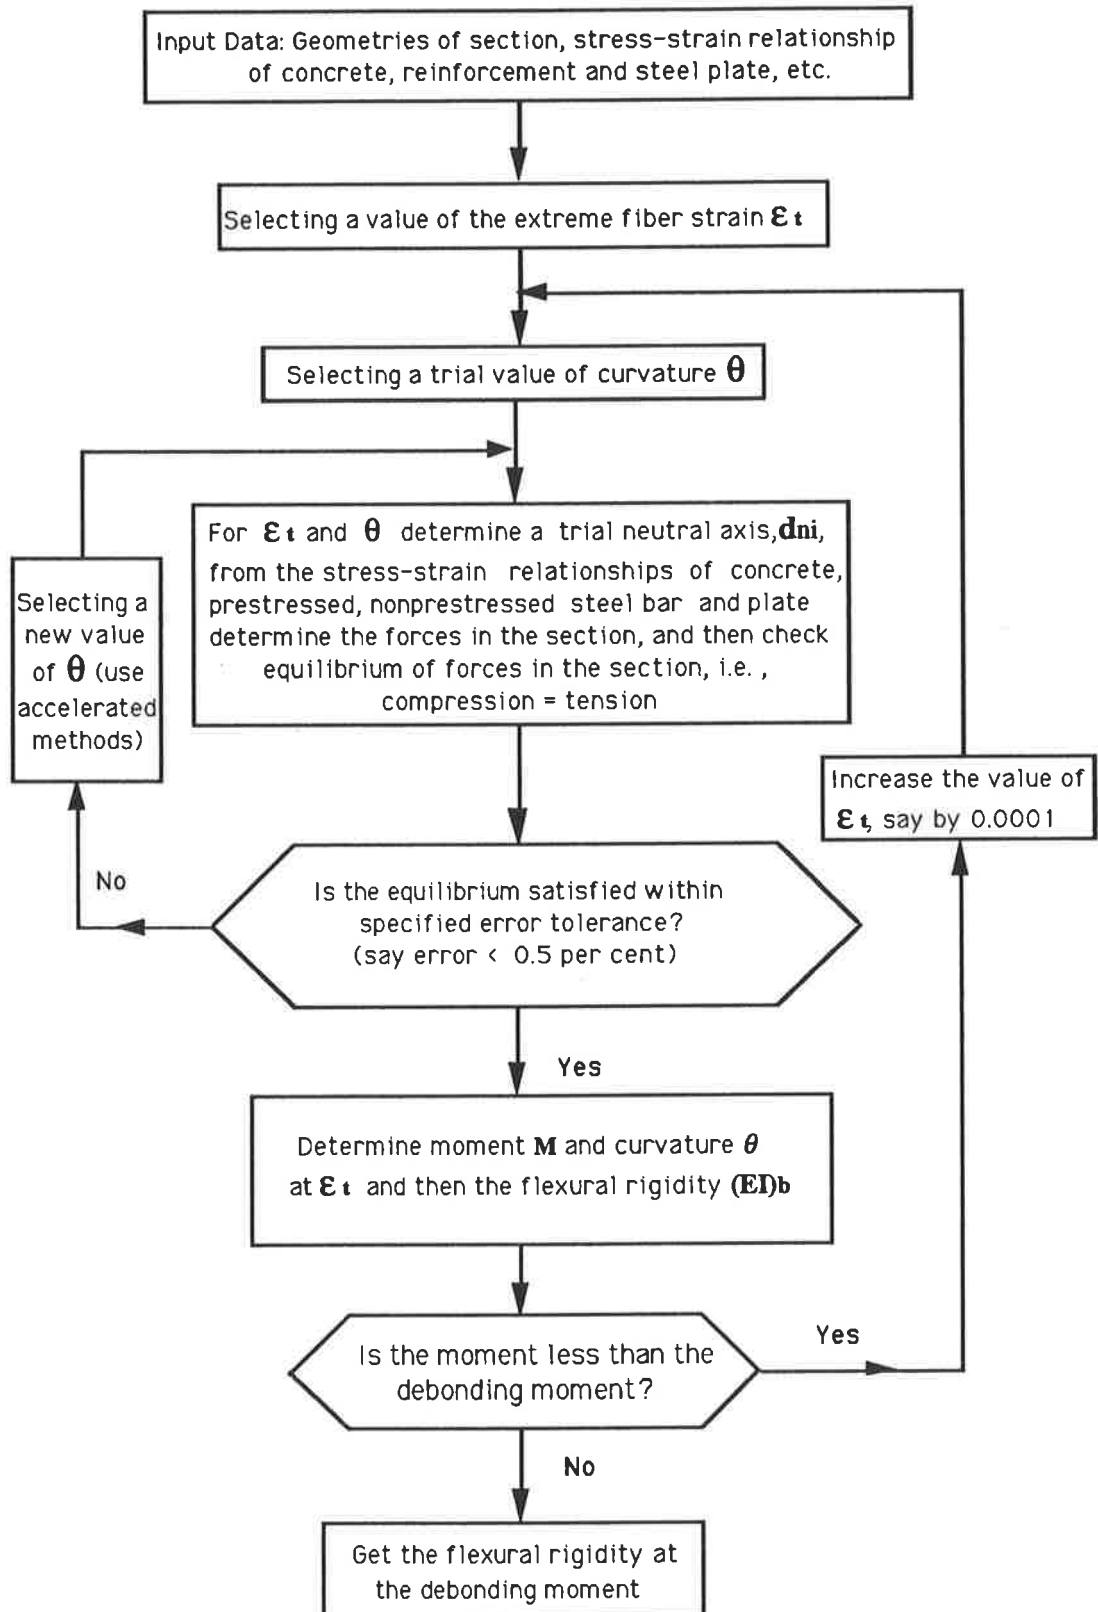 Input Data: Geometries of section, stress-strain relationship
of concrete, reinforcement and steel plate, etc.
Selecting a value of the extreme fiber strain Ɛ t
Selecting a trial value of curvature θ
For Ɛ t and θ determine a trial neutral axis,dni,
from the stress-strain relationships of concrete,
prestressed, nonprestressed steel bar and plate
determine the forces in the section, and then check
equilibrium of forces in the section, i.e. ,
compression = tension
Selecting a
new value
of θ (use
accelerated
methods)
Increase the value of
Ɛ t, say by 0.0001
No
Is the equilibrium satisfied within
specified error tolerance?
(say error < 0.5 per cent)
Yes
Determine moment M and curvature θ
at Ɛ t and then the flexural rigidity (EI)b
Is the moment less than the
debonding moment?
Yes
No
Get the flexural rigidity at
the debonding moment